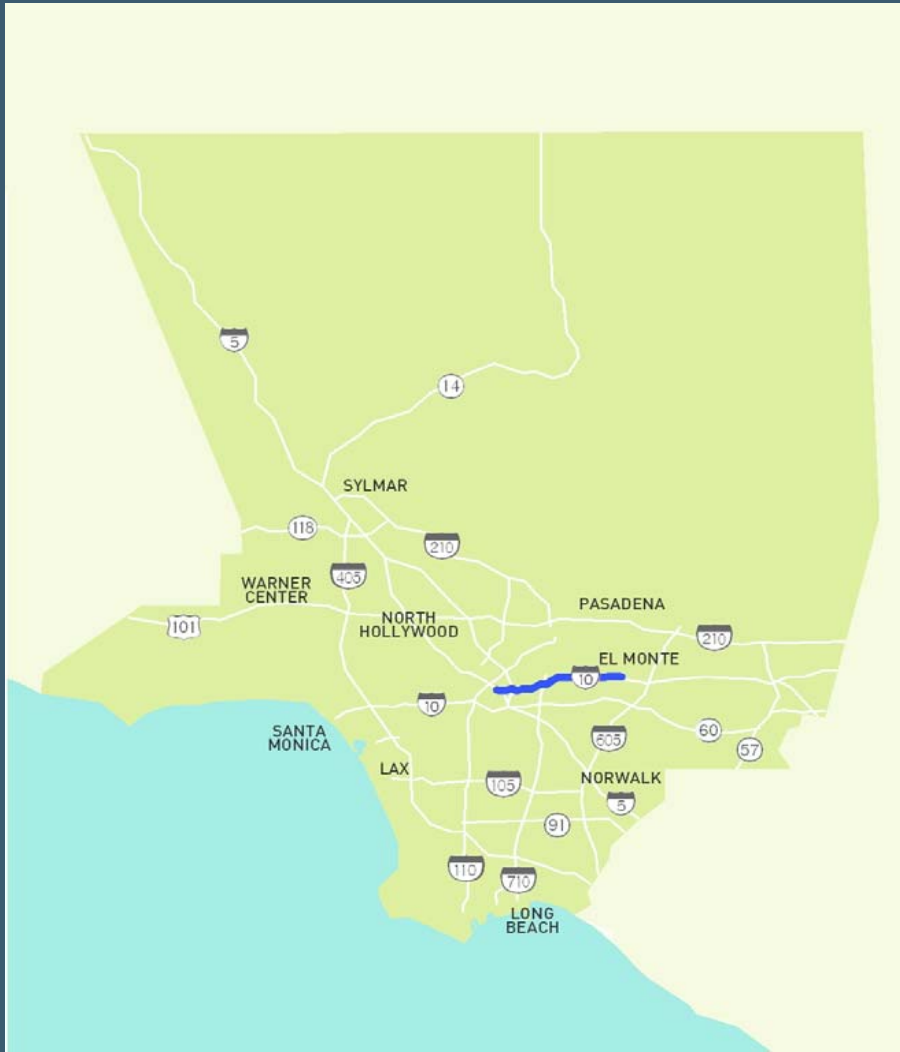 5
14
SYLMAR
118
210
405
WARNER
CENTER
NORTH
HOLLYWOOD
PASADENA
101
210
EL MONTE
10
10
SANTA
MONICA
60
605
57
LAX
NORWALK
105
5
91
110
710
LONG
BEACH